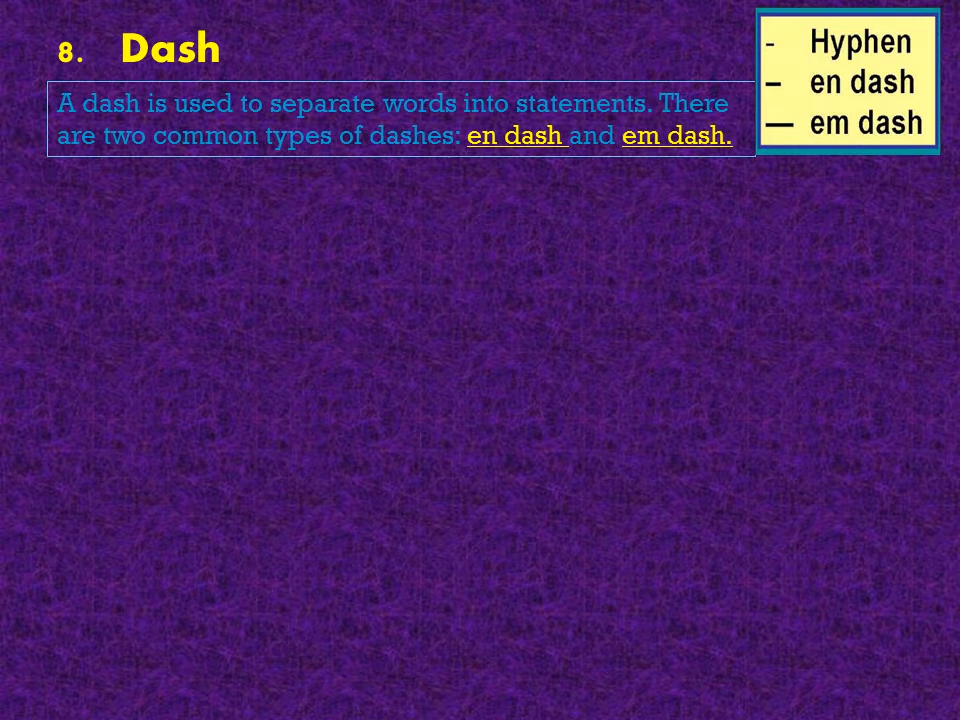 8. Dash
A dash is used to separate words into statements. There
are two common types of dashes: en dash and em dash.
- Hyphen
– en dash
— em dash